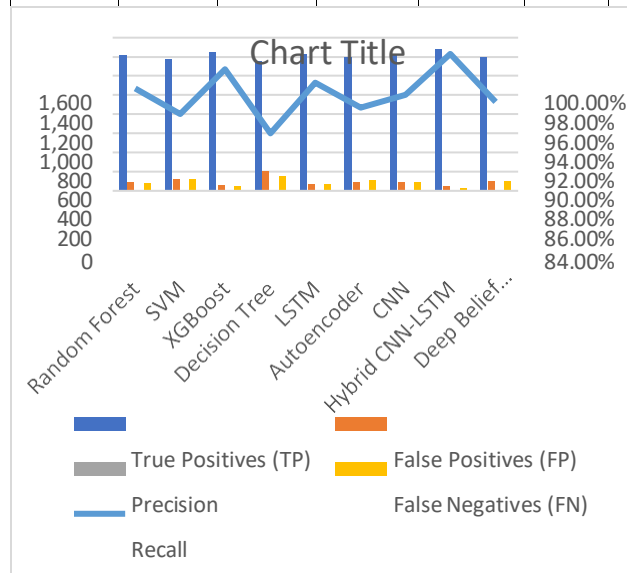 Chart Title
1,600
1,400
1,200
1,000
800
600
400
200
0
100.00%
98.00%
96.00%
94.00%
92.00%
90.00%
88.00%
86.00%
84.00%
Random Forest
SVM
XGBoost
Decision Tree
LSTM
Autoencoder
CNN
Hybrid CNN-LSTM
Deep Belief...
True Positives (TP)
False Positives (FP)
Precision
False Negatives (FN)
Recall